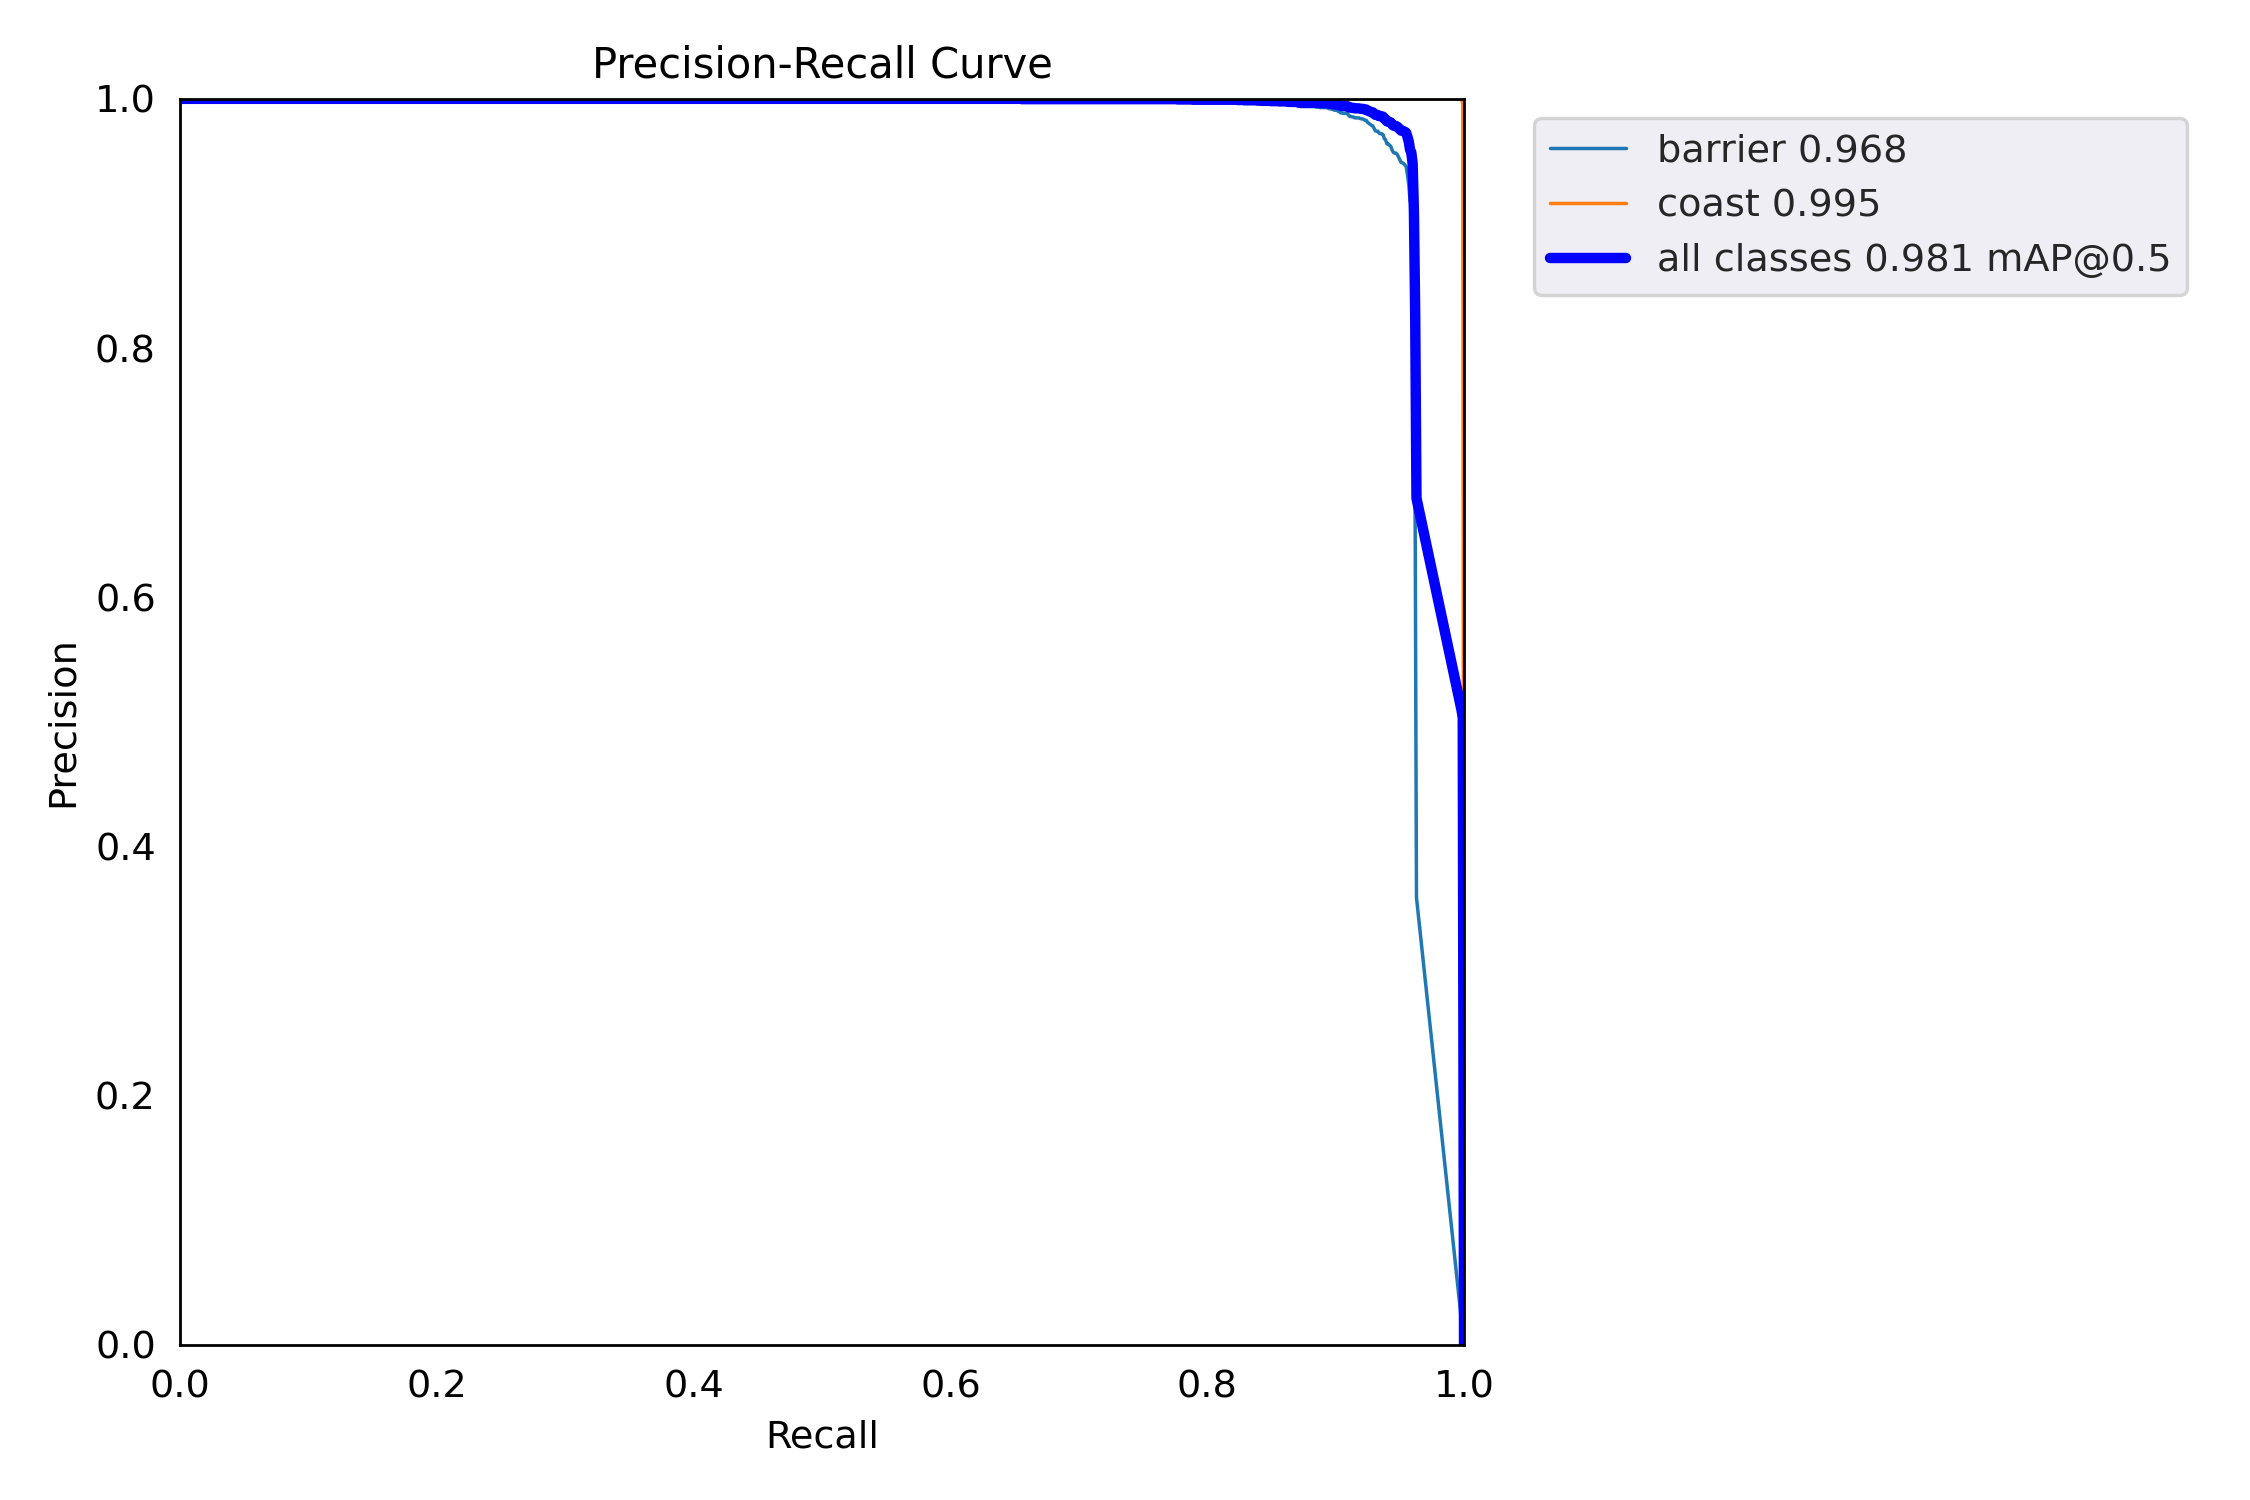 Precision-Recall Curve
1.0
0.8
0.6
0.4
0.2
0.0
Precision
0.0 0.2 0.4 0.6 0.8 1.0
Recall
barrier 0.968
coast 0.995
all classes 0.981 mAP@0.5